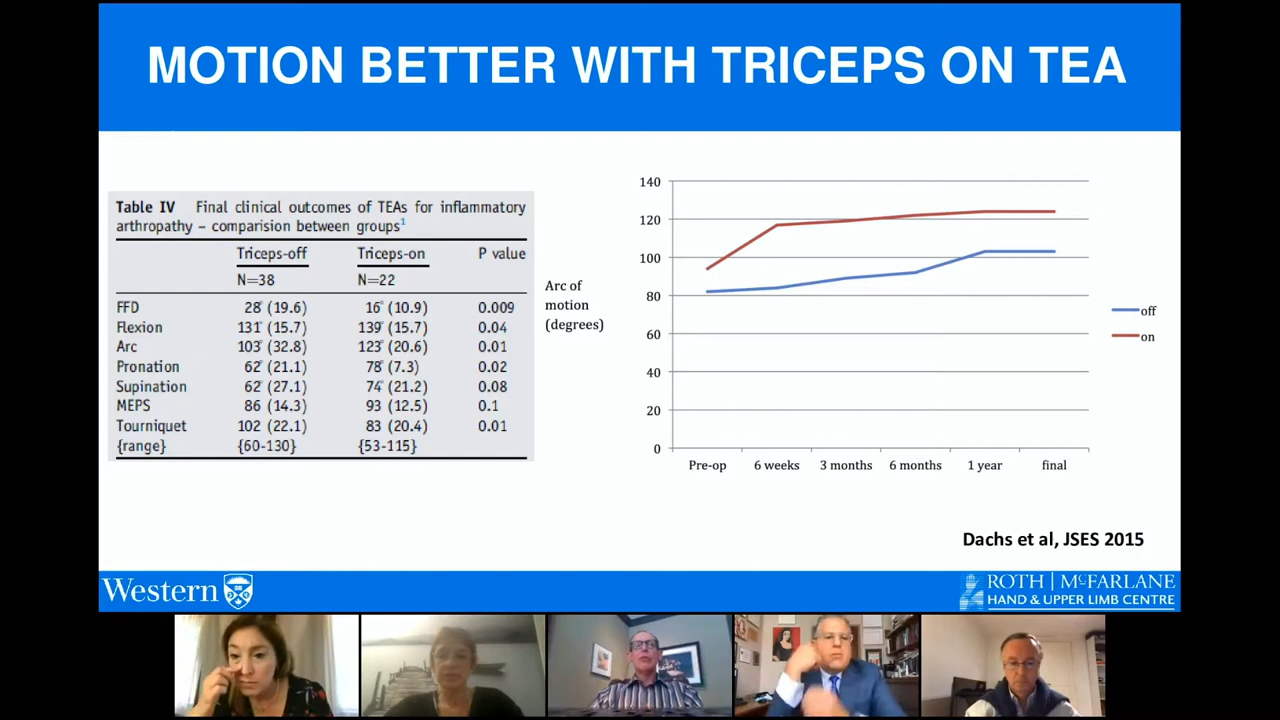 MOTION BETTER WITH TRICEPS ON TEA
Table IV Final clinical outcomes of TEAs for inflammatory
arthropathy – comparision between groups¹
Triceps-off Triceps-on P value
N=38 N=22
FFD 28° (19.6) 16° (10.9) 0.009
Flexion 131° (15.7) 139° (15.7) 0.04
Arc 103° (32.8) 123° (20.6) 0.01
Pronation 62° (21.1) 78° (7.3) 0.02
Supination 62° (27.1) 74° (21.2) 0.08
MEPS 86 (14.3) 93 (12.5) 0.1
Tourniquet 102 (22.1) 83 (20.4) 0.01
{range} {60-130} {53-115}
Arc of
motion
(degrees)
140
120
100
80
60
40
20
0
Pre-op 6 weeks 3 months 6 months 1 year final
off
on
Dachs et al, JSES 2015
Western
ROTH | MCFARLANE
HAND & UPPER LIMB CENTRE